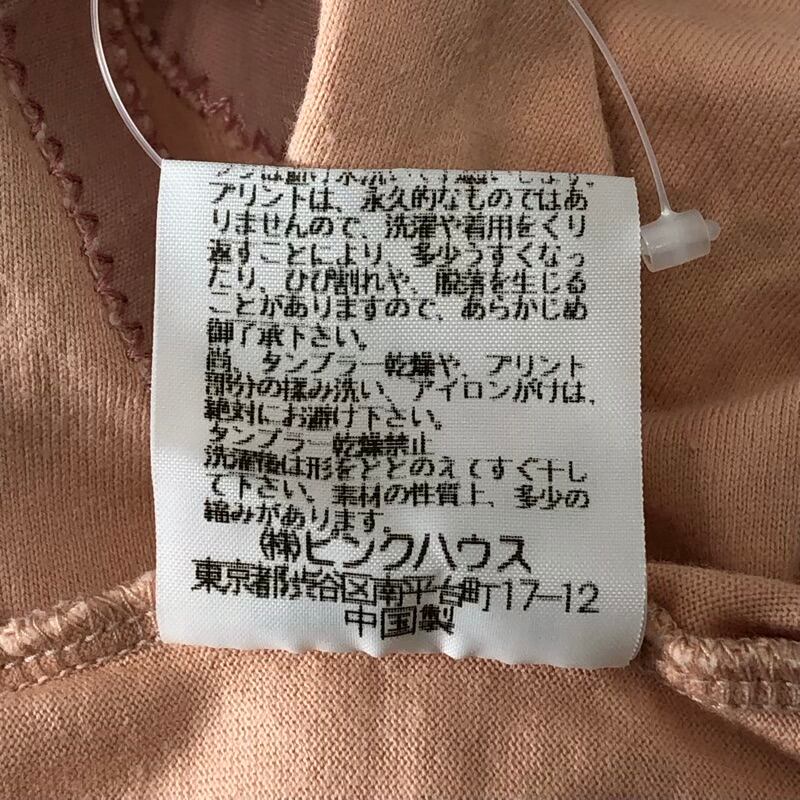 プリントは、永久的なものではあ
りませんので、洗濯や着用をくり
返すことにより、多少うすくなっ
たり、ひび割れや、脱落を生じる
ことがありますので、あらかじめ
御了承下さい。
尚、タンブラー乾燥や、プリント
部分の揉み洗い、アイロンがけは、
絶対にお避け下さい。
タンブラー乾燥禁止
洗濯後は形をととのえてすぐ干し
て下さい。素材の性質上、多少の
縮みがあります。
(株)ピンクハウス
東京都渋谷区南平台町17-12
中国製